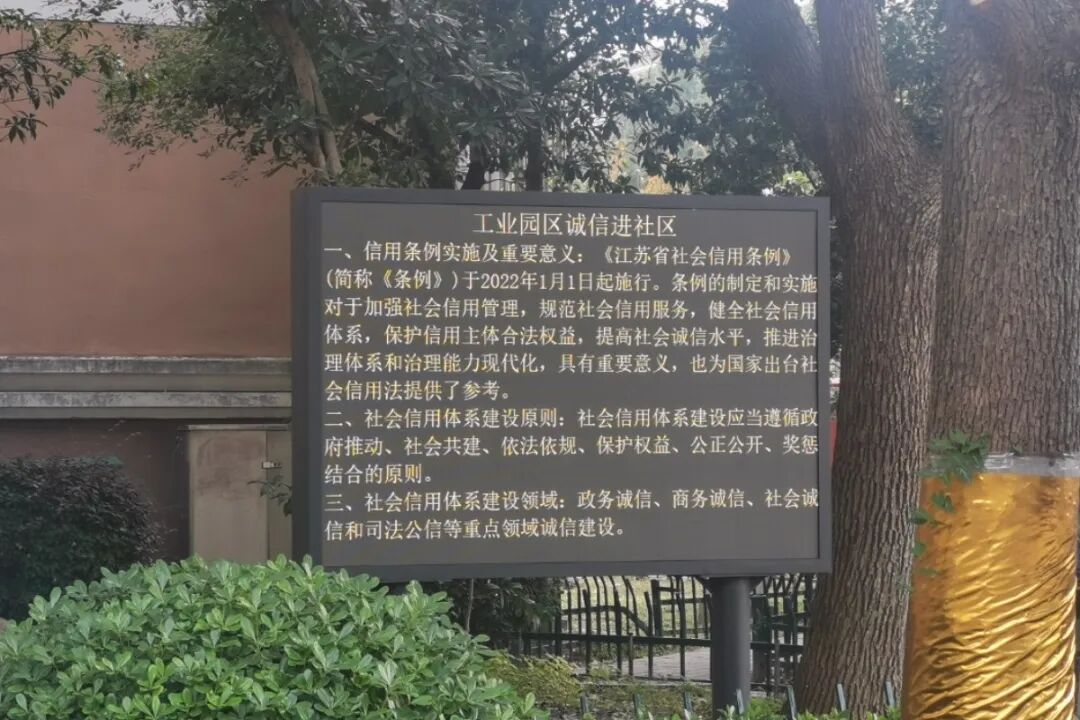 工业园区诚信进社区
一、信用条例实施及重要意义：《江苏省社会信用条例》
(简称《条例》)于2022年1月1日起施行。条例的制定和实施
对于加强社会信用管理，规范社会信用服务，健全社会信用
体系，保护信用主体合法权益，提高社会诚信水平，推进治
理体系和治理能力现代化，具有重要意义，也为国家出台社
会信用法提供了参考。
二、社会信用体系建设原则：社会信用体系建设应当遵循政
府推动、社会共建、依法依规、保护权益、公正公开、奖惩
结合的原则。
三、社会信用体系建设领域：政务诚信、商务诚信、社会诚
信和司法公信等重点领域诚信建设。